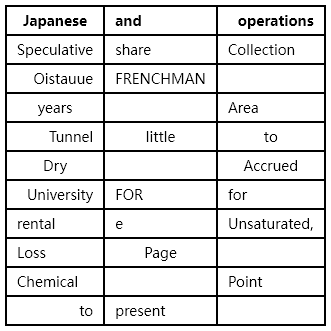 Japanese and operations
Speculative share Collection
Oistauue FRENCHMAN
years Area
Tunnel little to
Dry Accrued
University FOR for
rental e Unsaturated,
Loss Page
Chemical Point
to present